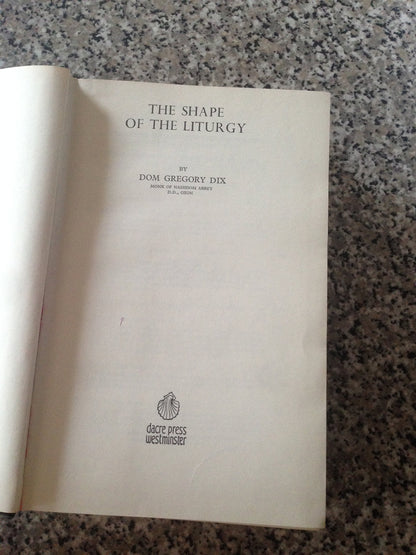 THE SHAPE
OF THE LITURGY
BY
DOM GREGORY DIX
MONK OF NASHDOM ABBEY
D.D., OXON
dacre press
westminster